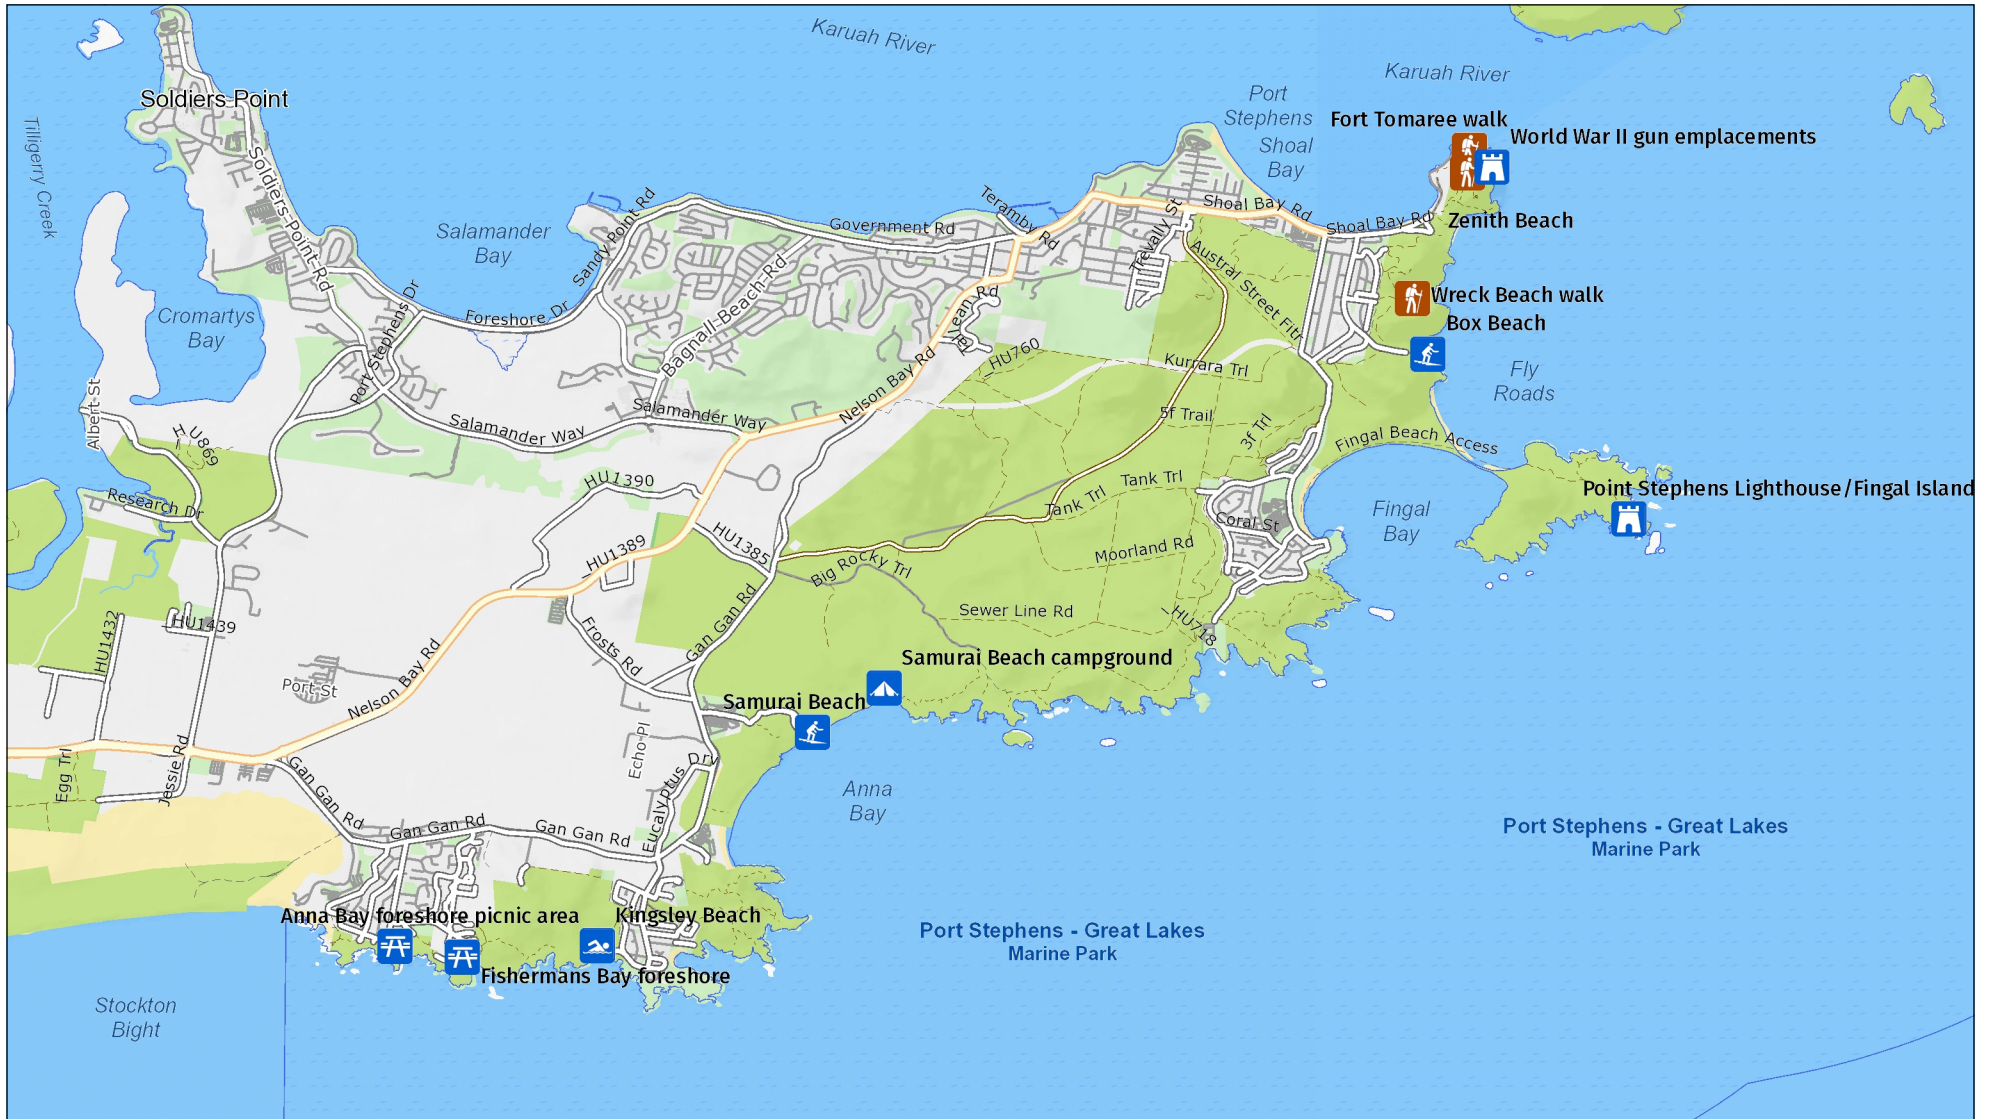 Karuah River
Karuah River
Soldiers Point
Port
Stephens
Shoal
Bay
Fort Tomaree walk
World War II gun emplacements
Tilligerry Creek
Soldiers-Point-Rd
Salamander
Bay
Sandy Point Rd
Government Rd
Teramby Rd
Trevally St
Shoal Bay Rd
Shoal Bay Rd
Zenith Beach
Austral Street Fitr
Wreck Beach walk
Box Beach
Cromartys
Bay
Port Stephens Dr
Foreshore Dr
Bagnall-Beach-Rd
Nelson Bay Rd
HU760
Kurrara Trl
Fly
Roads
Albert St
HU869
Salamander Way
Salamander Way
5f Trail
3f Trl
Fingal Beach Access
HU1390
Tank Trl
Tank Trl
Research Dr
Point Stephens Lighthouse/Fingal Island
Fingal
Bay
Coral St
HU1385
HU1389
Big Rocky Trl
Moorland Rd
Gan Gan Rd
Sewer Line Rd
HU718
HU1432
HU1439
Frosts Rd
Nelson Bay Rd
Port St
Samurai Beach campground
Samurai Beach
Echo-Pl
Egg Trl
Jessie Rd
Gan Gan Rd
Eucalyptus Drv
Anna
Bay
Gan Gan Rd
Gan Gan Rd
Port Stephens - Great Lakes
Marine Park
Anna Bay foreshore picnic area
Kingsley Beach
Port Stephens - Great Lakes
Marine Park
Fishermans Bay foreshore
Stockton
Bight